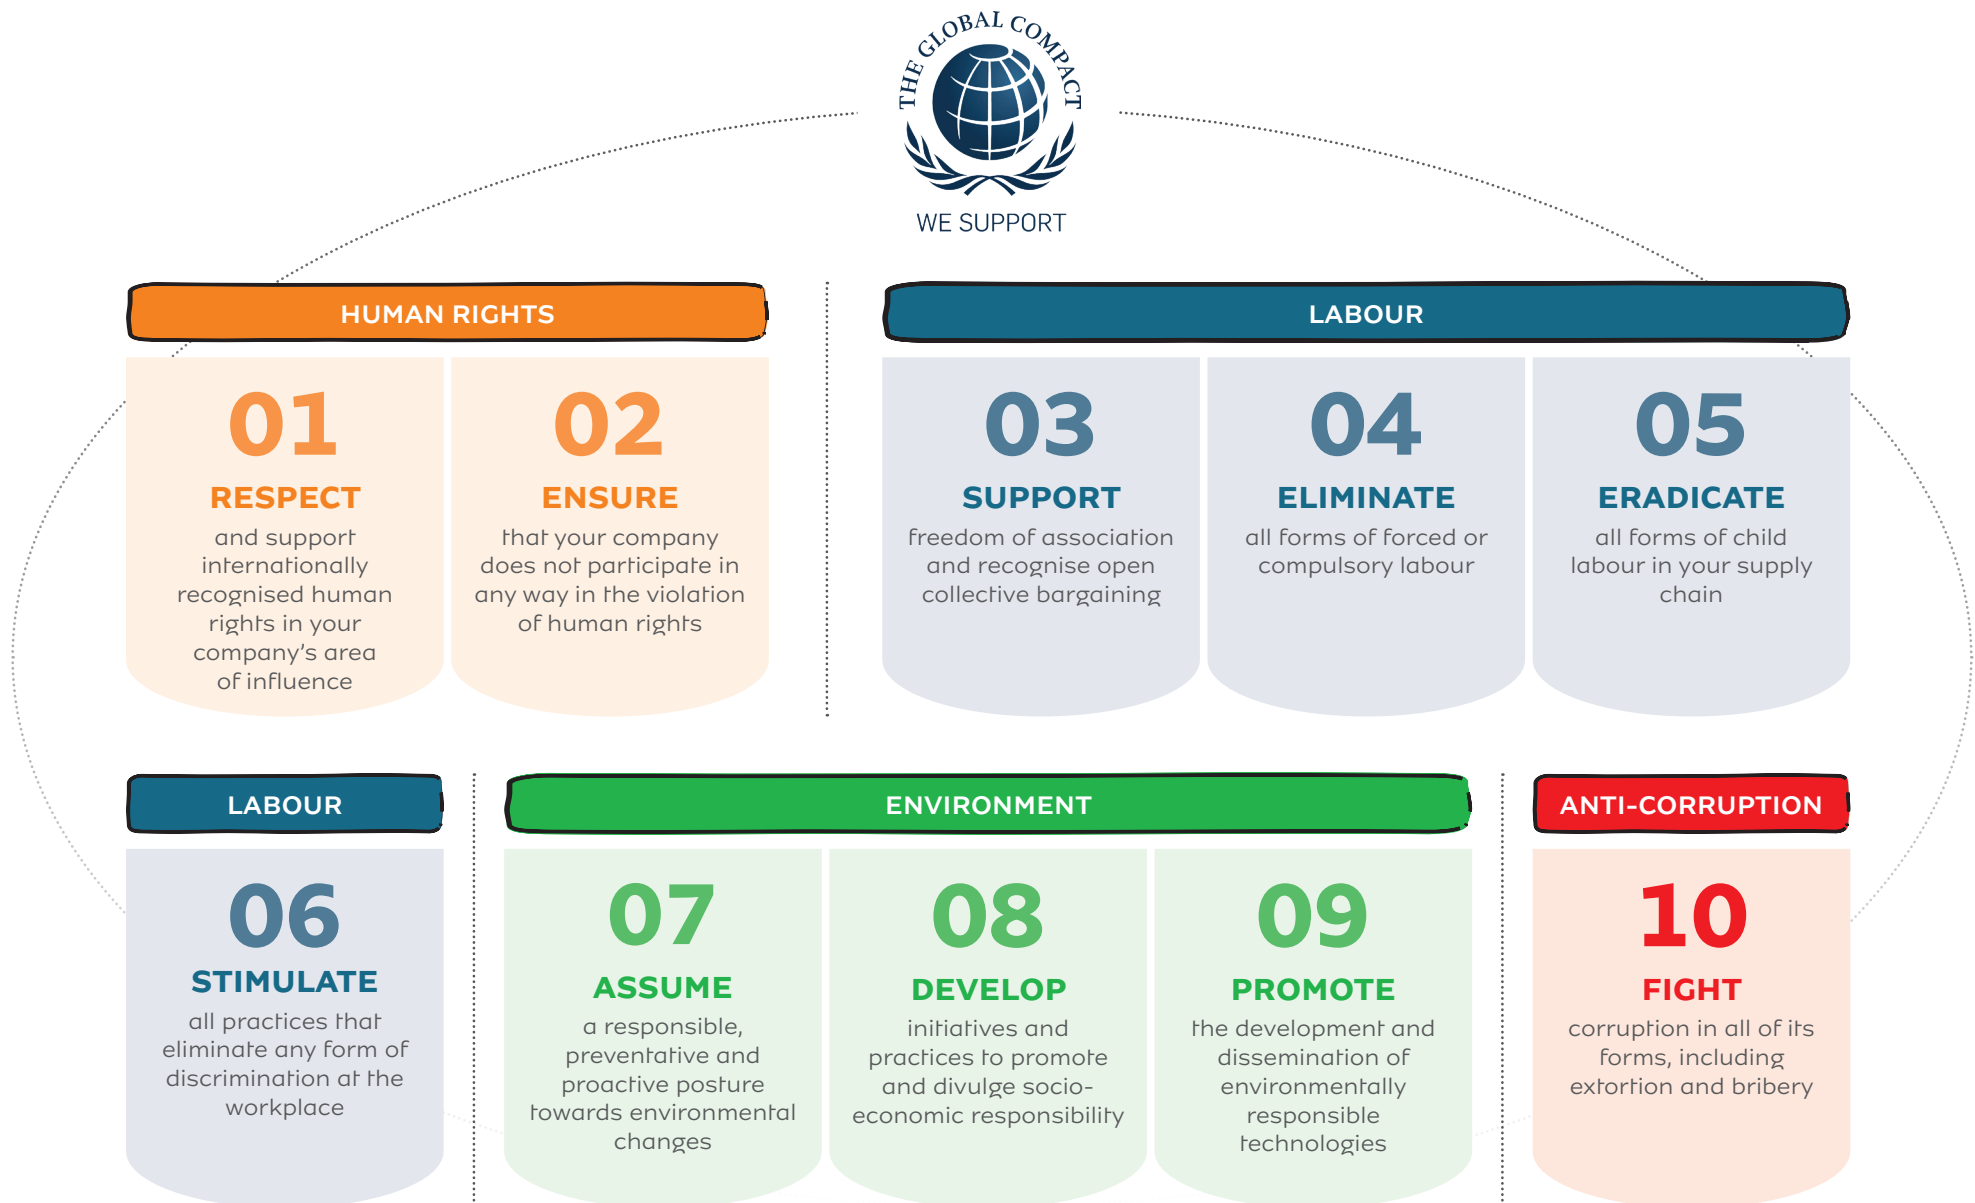 THE GLOBAL COMPACT
WE SUPPORT
HUMAN RIGHTS
01
RESPECT
and support
internationally
recognised human
rights in your
company's area
of influence
02
ENSURE
that your company
does not participate in
any way in the violation
of human rights
LABOUR
03
SUPPORT
freedom of association
and recognise open
collective bargaining
04
ELIMINATE
all forms of forced or
compulsory labour
05
ERADICATE
all forms of child
labour in your supply
chain
LABOUR
06
STIMULATE
all practices that
eliminate any form of
discrimination at the
workplace
ENVIRONMENT
07
ASSUME
a responsible,
preventative and
proactive posture
towards environmental
changes
08
DEVELOP
initiatives and
practices to promote
and divulge socio-
economic responsibility
09
PROMOTE
the development and
dissemination of
environmentally
responsible
technologies
ANTI-CORRUPTION
10
FIGHT
corruption in all of its
forms, including
extortion and bribery